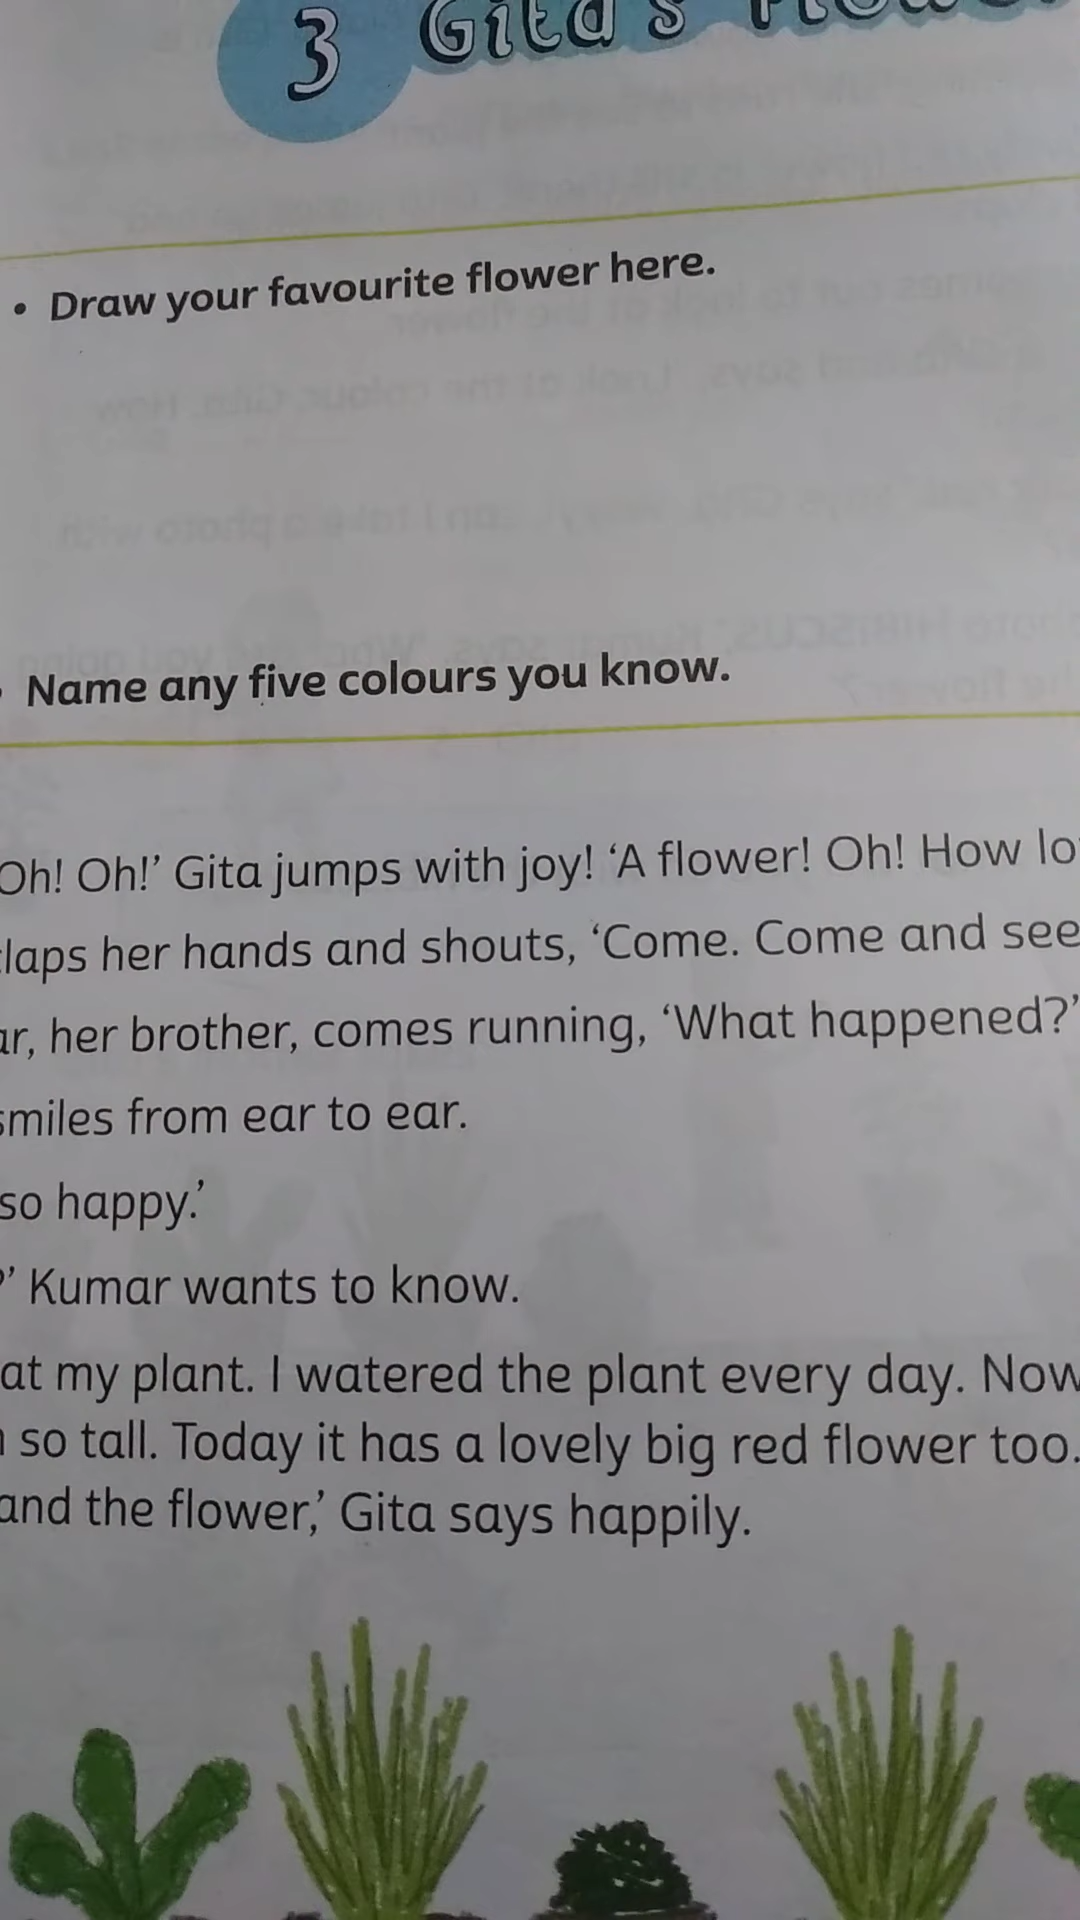 3 Gita's
• Draw your favourite flower here.
Name any five colours you know.
Oh! Oh!’ Gita jumps with joy! ‘A flower! Oh! How
her hands and shouts, ‘Come. Come and see
her brother, comes running, ‘What happened?’
smiles from ear to ear.
so happy.’
’ Kumar wants to know.
at my plant. I watered the plant every day. Now
so tall. Today it has a lovely big red flower too.
and the flower,’ Gita says happily.